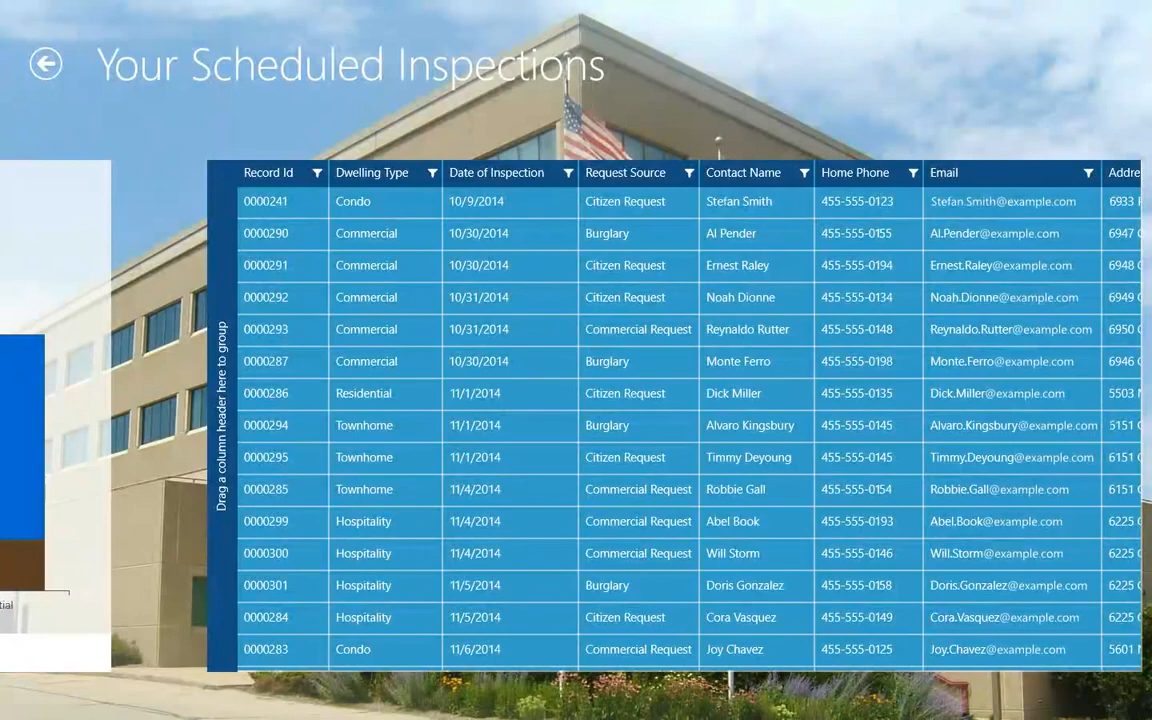 Your Scheduled Inspections
Record Id Dwelling Type Date of Inspection Request Source Contact Name Home Phone Email Addre
0000241 Condo 10/9/2014 Citizen Request Stefan Smith 455-555-0123 Stefan.Smith@example.com 6933
0000290 Commercial 10/30/2014 Burglary Al Pender 455-555-0155 Al.Pender@example.com 6947
0000291 Commercial 10/30/2014 Citizen Request Ernest Raley 455-555-0194 Ernest.Raley@example.com 6948
0000292 Commercial 10/31/2014 Citizen Request Noah Dionne 455-555-0134 Noah.Dionne@example.com 6949
0000293 Commercial 10/31/2014 Commercial Request Reynaldo Rutter 455-555-0148 Reynaldo.Rutter@example.com 6950
0000287 Commercial 10/30/2014 Burglary Monte Ferro 455-555-0198 Monte.Ferro@example.com 6946
0000286 Residential 11/1/2014 Citizen Request Dick Miller 455-555-0135 Dick.Miller@example.com 5503
0000294 Townhome 11/1/2014 Burglary Alvaro Kingsbury 455-555-0145 Alvaro.Kingsbury@example.com 5151
0000295 Townhome 11/1/2014 Citizen Request Timmy Deyoung 455-555-0145 Timmy.Deyoung@example.com 6151
0000285 Townhome 11/4/2014 Commercial Request Robbie Gall 455-555-0154 Robbie.Gall@example.com 6151
0000299 Hospitality 11/4/2014 Commercial Request Abel Book 455-555-0193 Abel.Book@example.com 6225
0000300 Hospitality 11/4/2014 Commercial Request Will Storm 455-555-0146 Will.Storm@example.com 6225
0000301 Hospitality 11/5/2014 Burglary Doris Gonzalez 455-555-0158 Doris.Gonzalez@example.com 6225
0000284 Hospitality 11/5/2014 Citizen Request Cora Vasquez 455-555-0149 Cora.Vasquez@example.com 6225
0000283 Condo 11/6/2014 Commercial Request Joy Chavez 455-555-0125 Joy.Chavez@example.com 5601
Drag a column header here to group
tial